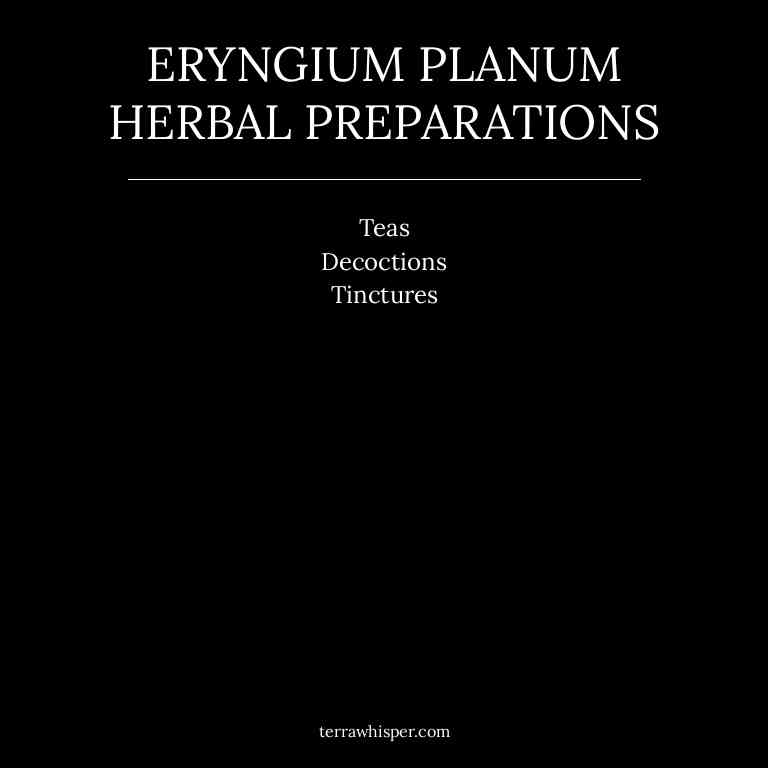 ERYNGIUM PLANUM
HERBAL PREPARATIONS
Teas
Decoctions
Tinctures
terrawhisper.com